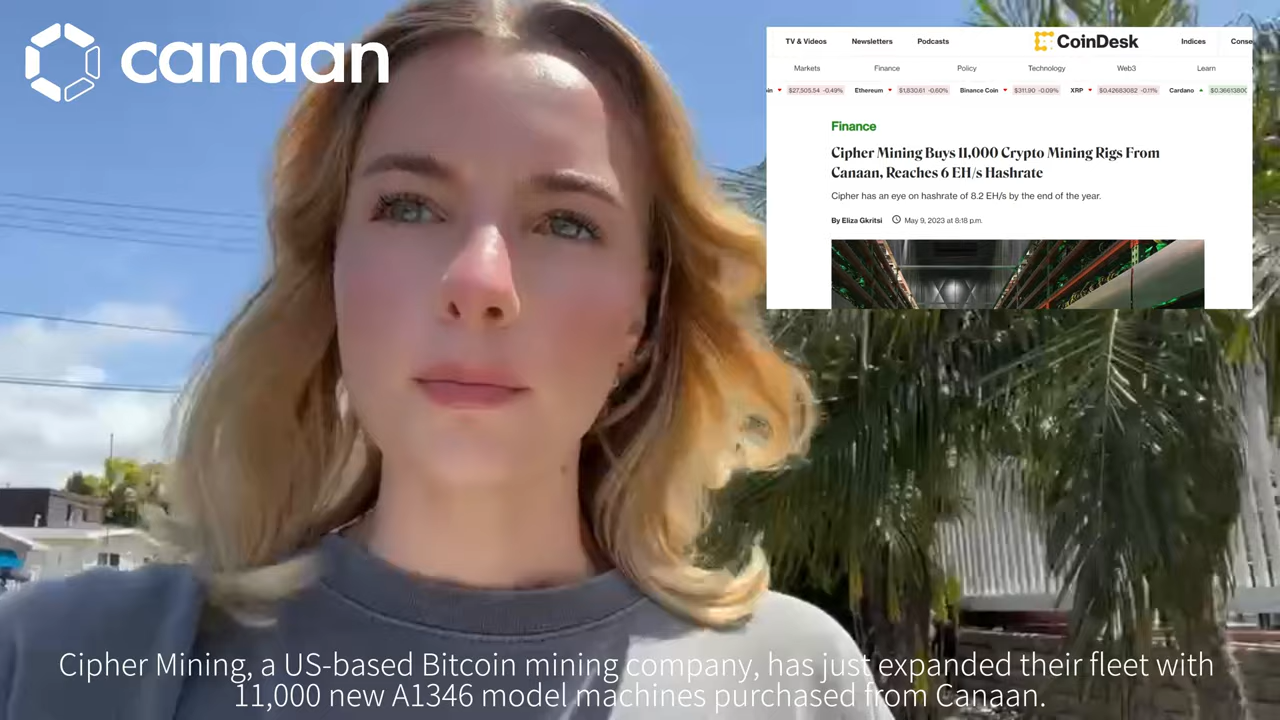 canaan
TV & Videos Newsletters Podcasts CoinDesk Indices
Markets Finance Policy Technology Web3 Learn
$27,505.54 -0.49% Ethereum $1,830.61 -0.60% Binance Coin $311.90 -0.09% XRP $0.42683082 -0.11% Cardano
Finance
Cipher Mining Buys 11,000 Crypto Mining Rigs From
Canaan, Reaches 6 EH/s Hashrate
Cipher has an eye on hashrate of 8.2 EH/s by the end of the year.
By Eliza Gkritsi May 9, 2023 at 8:18 p.m.
Cipher Mining, a US-based Bitcoin mining company, has just expanded their fleet with
11,000 new A1346 model machines purchased from Canaan.